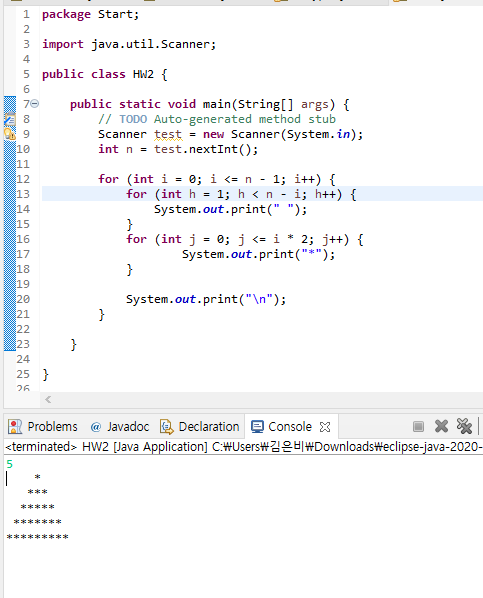 1 package Start;
2
3 import java.util.Scanner;
4
5 public class HW2 {
6
7 public static void main(String[] args) {
8 // TODO Auto-generated method stub
9 Scanner test = new Scanner(System.in);
10 int n = test.nextInt();
11
12 for (int i = 0; i <= n - 1; i++) {
13 for (int h = 1; h < n - i; h++) {
14 System.out.print(" ");
15 }
16 for (int j = 0; j <= i * 2; j++) {
17 System.out.print("*");
18 }
19
20 System.out.print("\n");
21 }
22
23 }
24
25 }
26
Problems @ Javadoc Declaration Console
<terminated> HW2 [Java Application] C:₩Users₩김은비₩Downloads₩eclipse-java-2020-
5
    *
   ***
  *****
 *******
*********